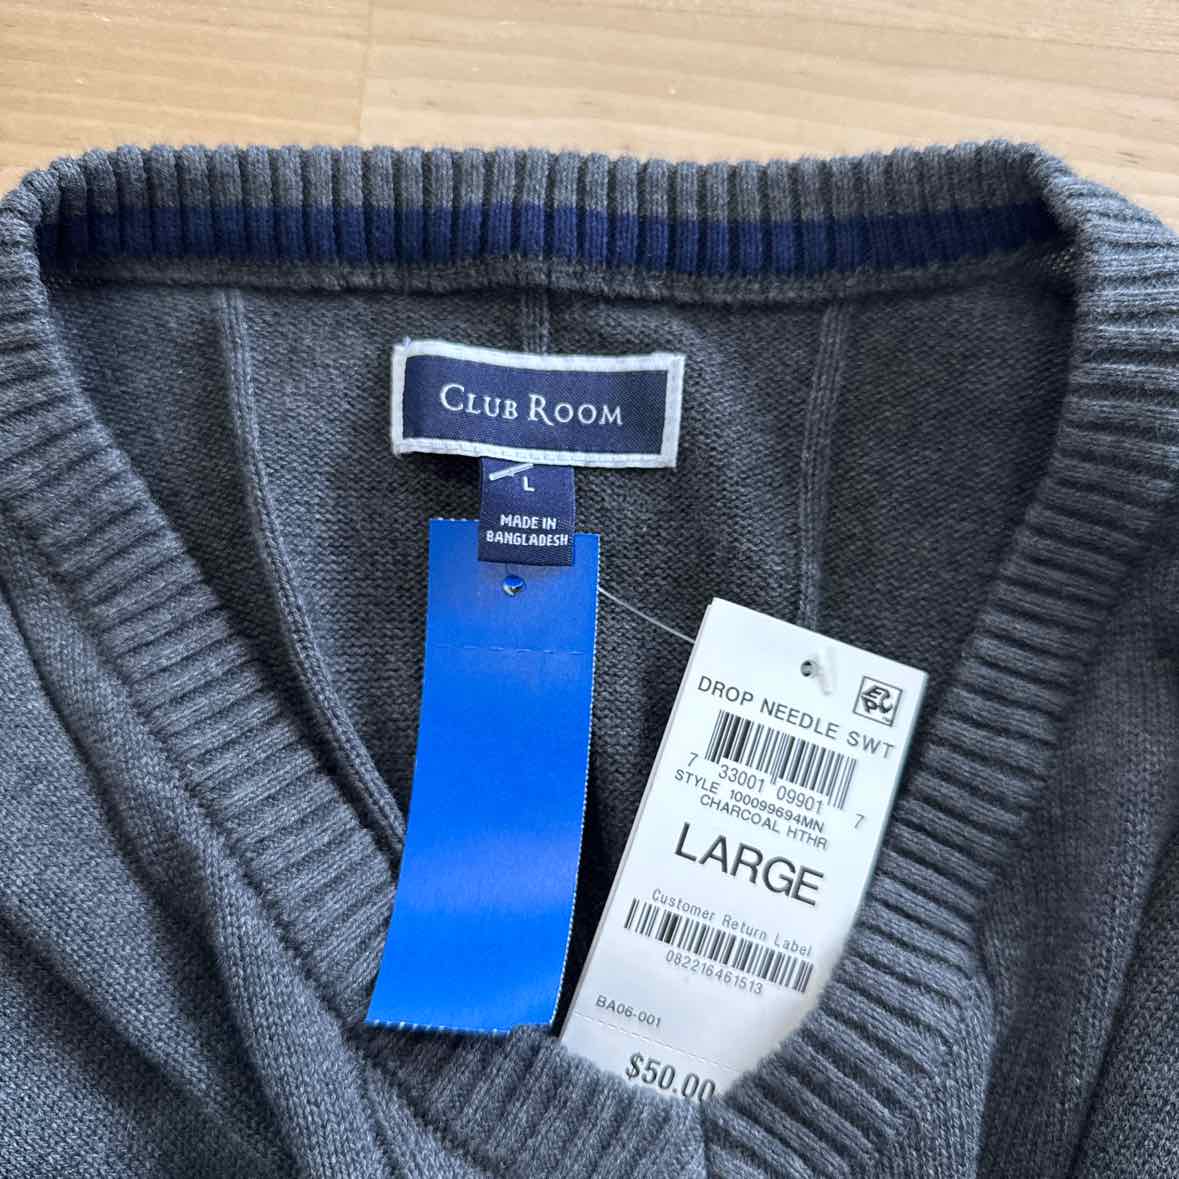 CLUB ROOM
L
MADE IN
BANGLADESH
DROP NEEDLE SWT
7 33001 09901 7
STYLE 100099694MN
CHARCOAL HTHR
LARGE
Customer Return Label
082216461513
BA06-001
$50.00